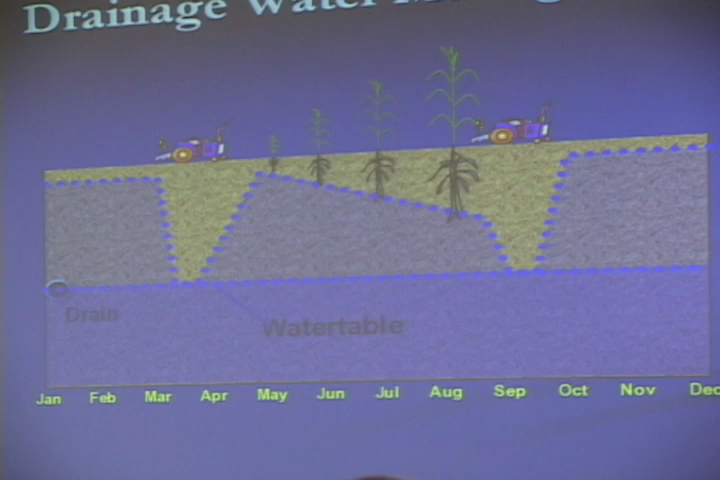 Drainage Water
Drain
Watertable
Jan Feb Mar Apr May Jun Jul Aug Sep Oct Nov Dec